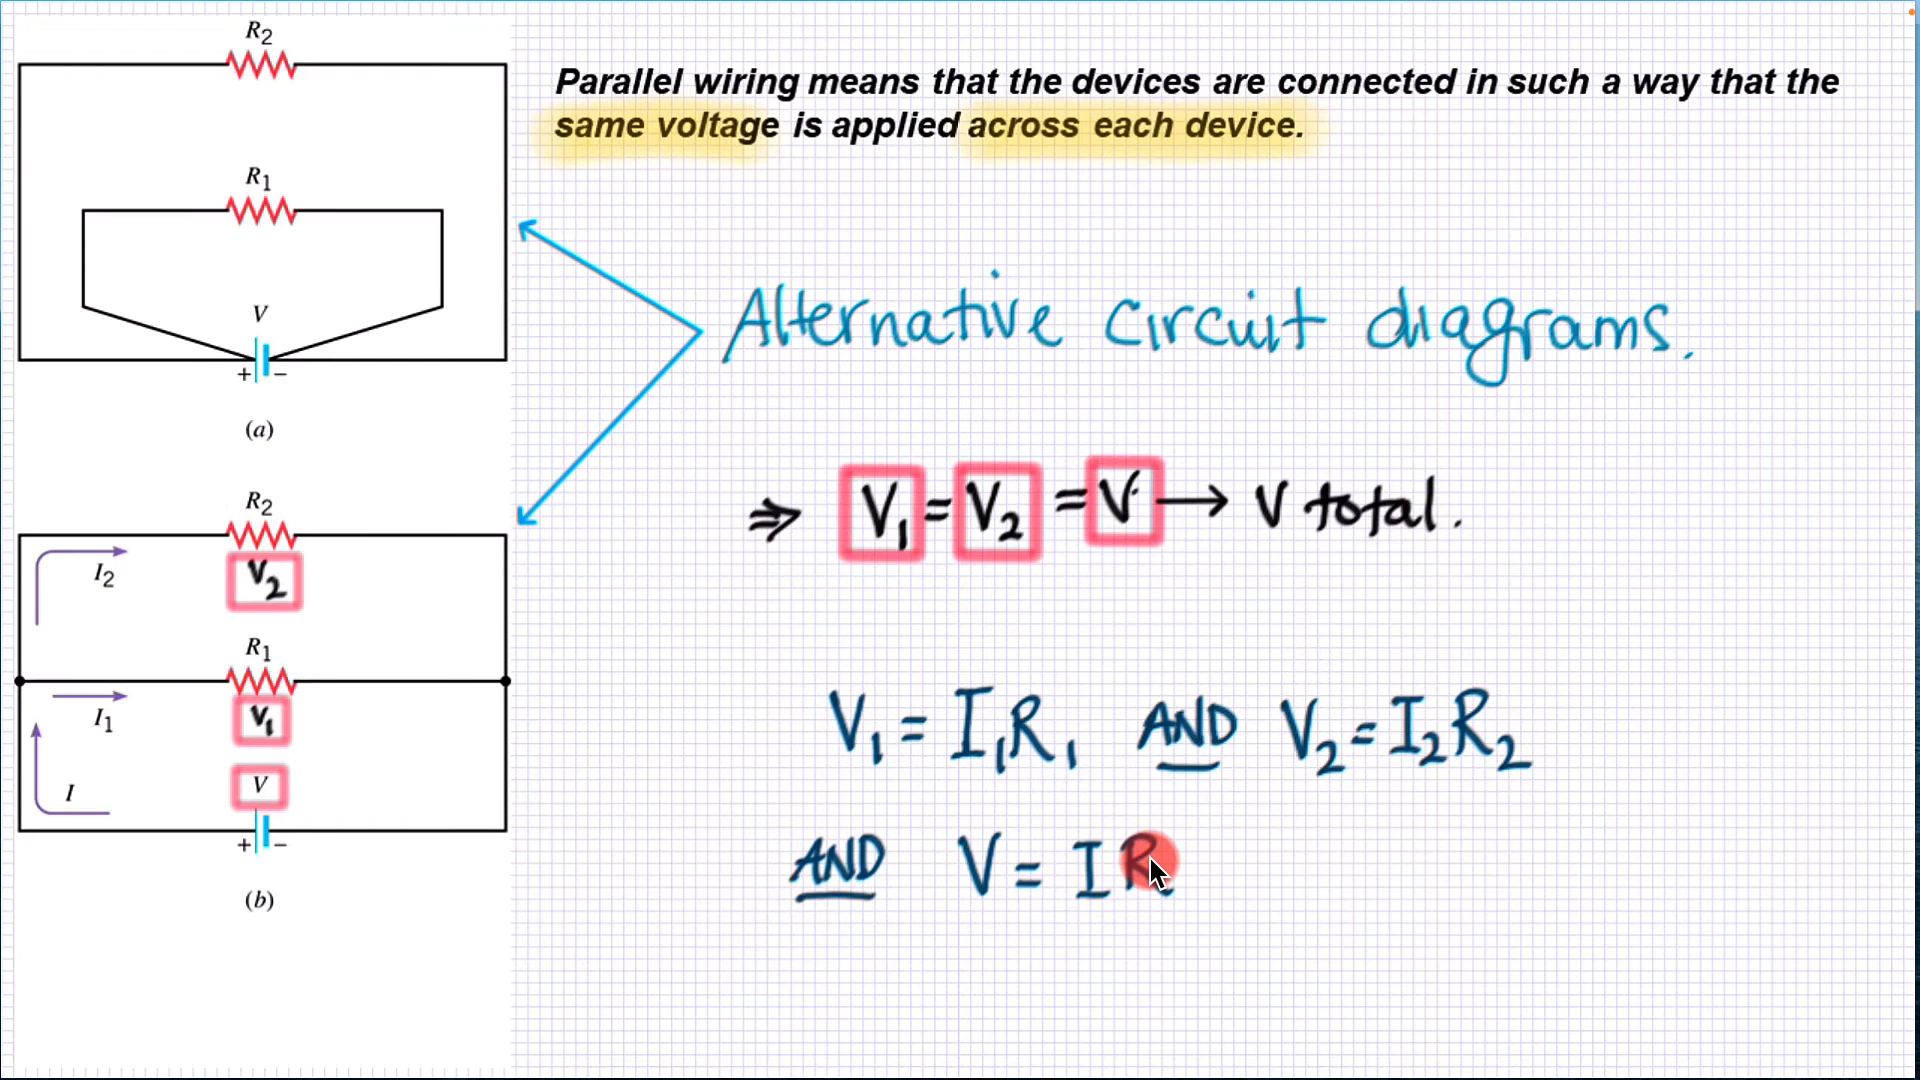 R2
Parallel wiring means that the devices are connected in such a way that the
same voltage is applied across each device.
R1
V
+ −
(a)
Alternative circuit diagrams.
⇒ V1 = V2 = V → V total.
R2
I2
V2
R1
I1
V1
V
I
+ −
(b)
V1 = I1R1 AND V2 = I2R2
AND V = I R